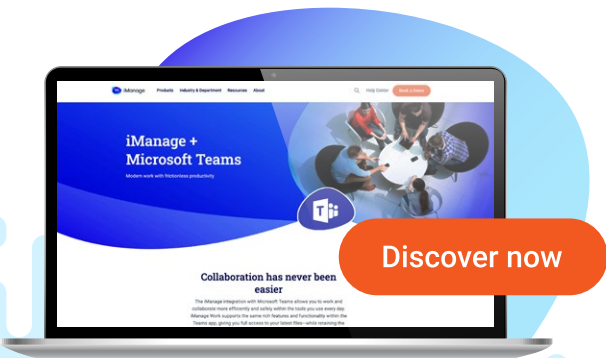 iManage Products Industry & Department Resources About Help Center Book a Demo
iManage +
Microsoft Teams
Modern work with frictionless productivity
T
Discover now
Collaboration has never been
easier
The iManage integration with Microsoft Teams allows you to work and
collaborate more efficiently and safely within the tools you use every day.
iManage Work supports the same rich features and functionality within the
Teams app, giving you full access to your latest files—while retaining the